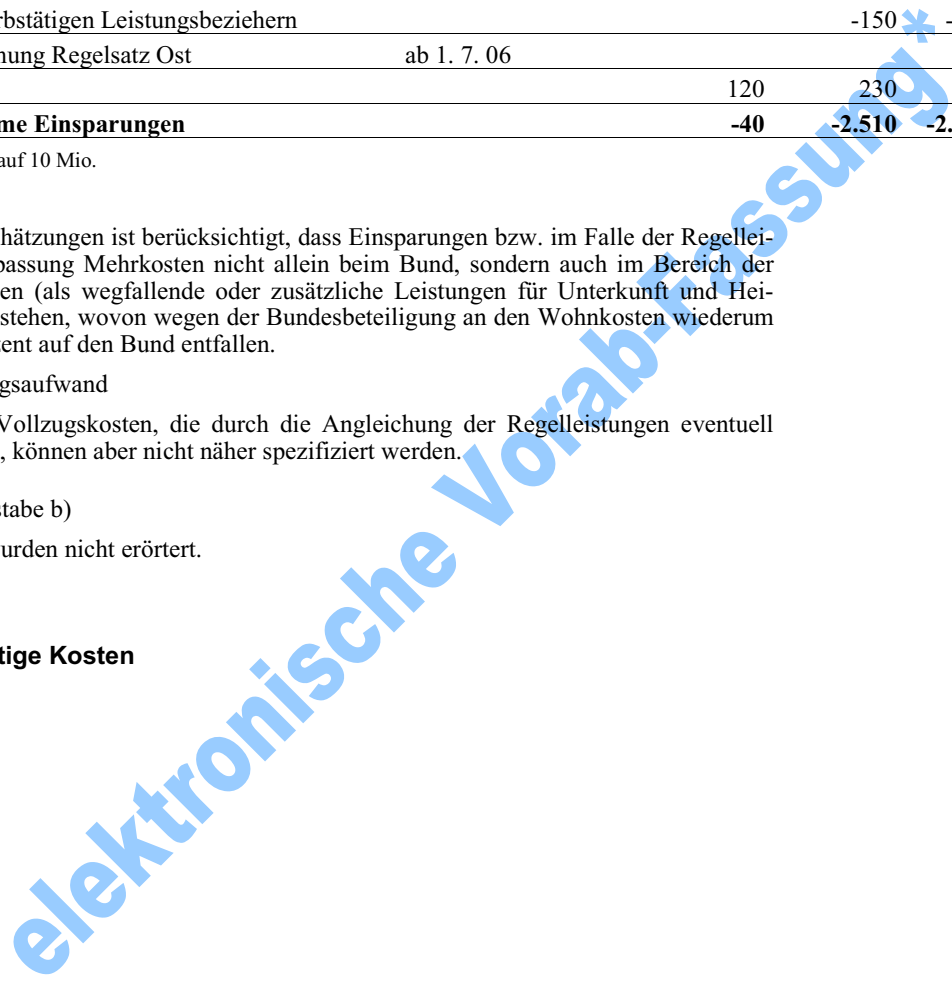 rbstätigen Leistungsbeziehern -150 -
nung Regelsatz Ost ab 1. 7. 06
120 230
me Einsparungen -40 -2.510 -2.
auf 10 Mio.
hätzungen ist berücksichtigt, dass Einsparungen bzw. im Falle der Regellei-
passung Mehrkosten nicht allein beim Bund, sondern auch im Bereich der
en (als wegfallende oder zusätzliche Leistungen für Unterkunft und Hei-
stehen, wovon wegen der Bundesbeteiligung an den Wohnkosten wiederum
zent auf den Bund entfallen.
gsaufwand
Vollzugskosten, die durch die Angleichung der Regelleistungen eventuell
, können aber nicht näher spezifiziert werden.
stabe b)
urden nicht erörtert.
tige Kosten
elektronische Vorab-Fassung*